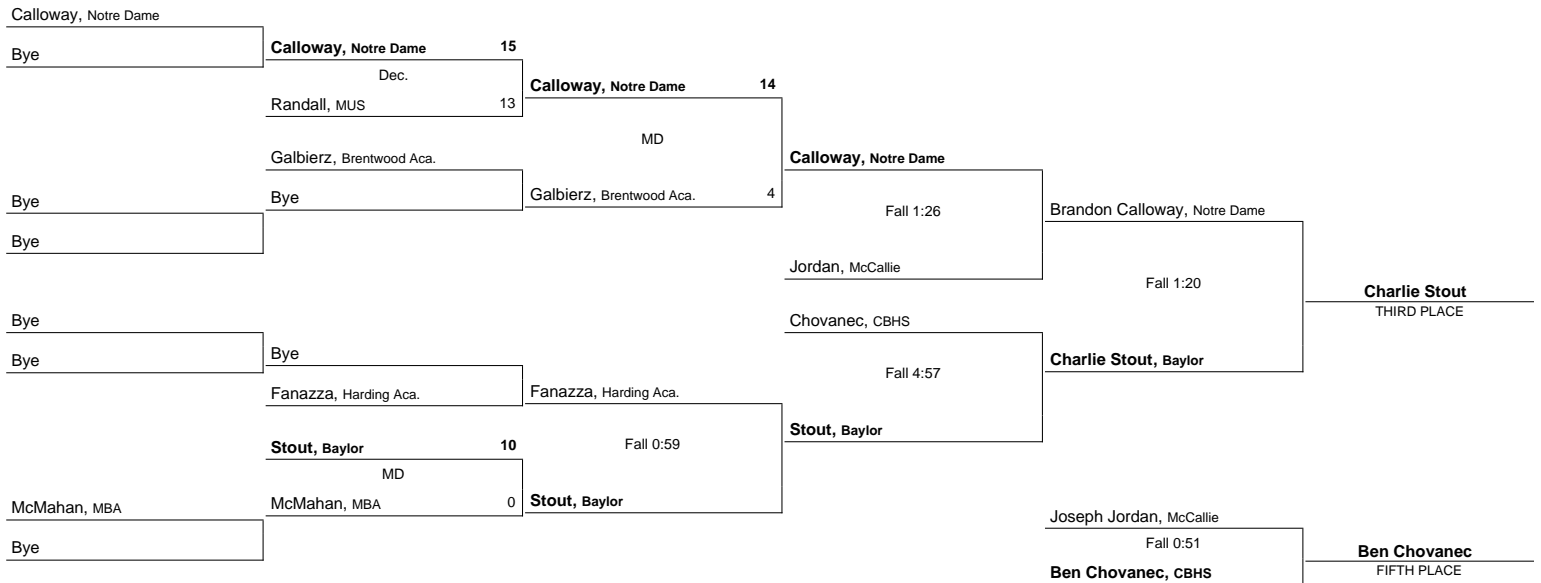 Calloway, Notre Dame
Bye
Bye
Bye
Bye
Bye
McMahan, MBA
Bye
Calloway, Notre Dame 15
Dec.
Randall, MUS 13
Galbierz, Brentwood Aca.
Bye
Bye
Fanazza, Harding Aca.
Stout, Baylor 10
MD
McMahan, MBA 0
Calloway, Notre Dame 14
MD
Galbierz, Brentwood Aca. 4
Fanazza, Harding Aca.
Fall 0:59
Stout, Baylor
Calloway, Notre Dame
Fall 1:26
Jordan, McCallie
Chovanec, CBHS
Fall 4:57
Stout, Baylor
Brandon Calloway, Notre Dame
Fall 1:20
Charlie Stout, Baylor
Charlie Stout
THIRD PLACE
Joseph Jordan, McCallie
Fall 0:51
Ben Chovanec, CBHS
Ben Chovanec
FIFTH PLACE